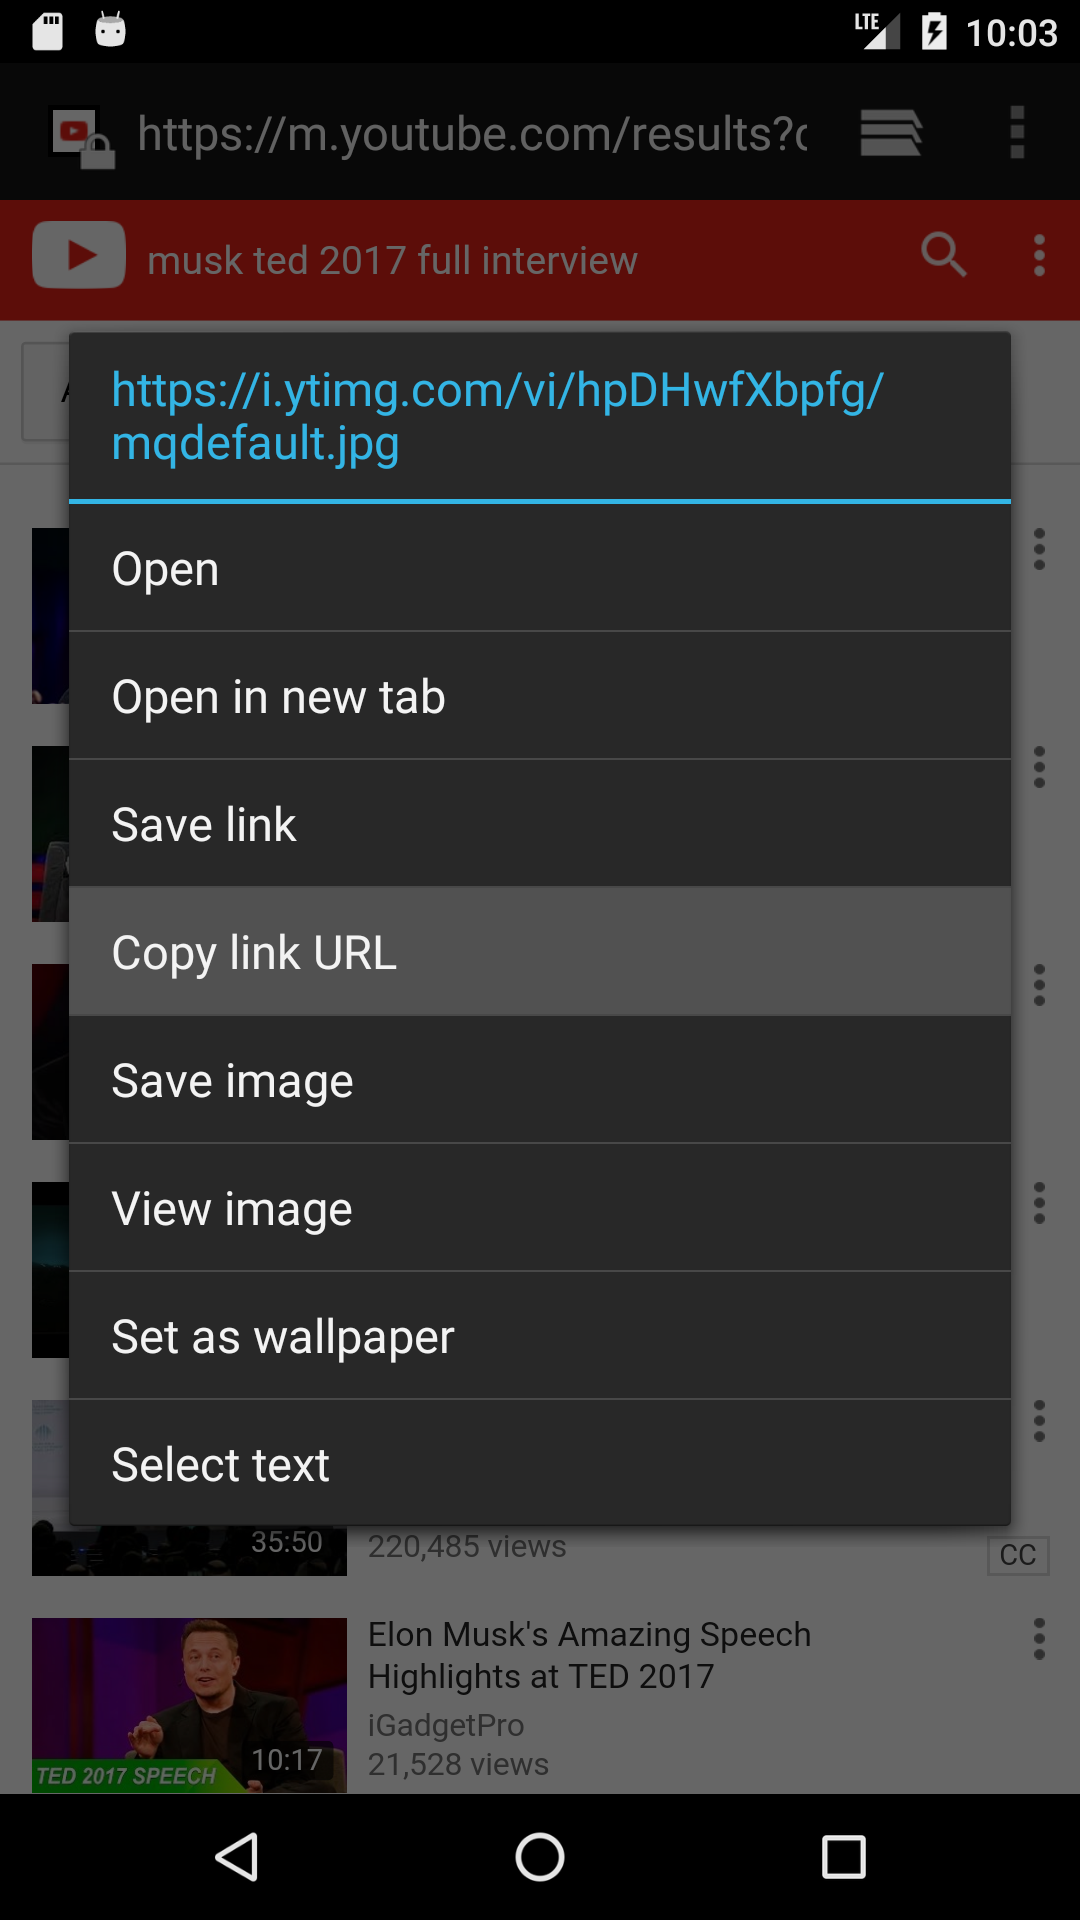 LTE 10:03
https://m.youtube.com/results?
musk ted 2017 full interview
https://i.ytimg.com/vi/hpDHwfXbpfg/
mqdefault.jpg
Open
Open in new tab
Save link
Copy link URL
Save image
View image
Set as wallpaper
Select text
35:50
220,485 views
CC
Elon Musk's Amazing Speech
Highlights at TED 2017
iGadgetPro
21,528 views
10:17
TED 2017 SPEECH